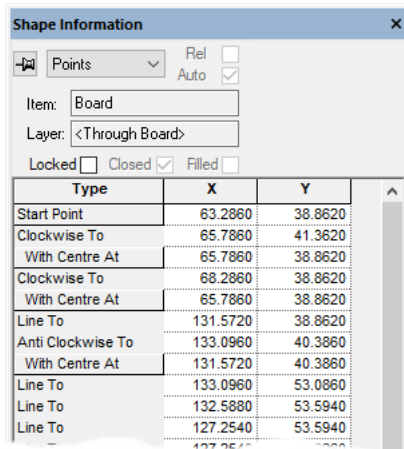 Shape Information
Points
Rel
Auto
Item: Board
Layer: <Through Board>
Locked Closed Filled
Type X Y
Start Point 63.2860 38.8620
Clockwise To 65.7860 41.3620
With Centre At 65.7860 38.8620
Clockwise To 68.2860 38.8620
With Centre At 65.7860 38.8620
Line To 131.5720 38.8620
Anti Clockwise To 133.0960 40.3860
With Centre At 131.5720 40.3860
Line To 133.0960 53.0860
Line To 132.5880 53.5940
Line To 127.2540 53.5940